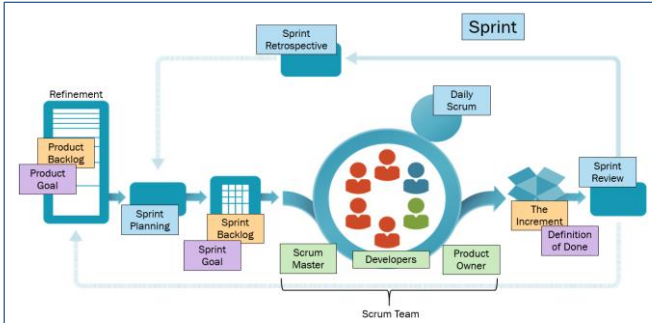 Sprint
Sprint
Retrospective
Refinement
Daily
Scrum
Product
Backlog
Product
Goal
Sprint
Planning
Sprint
Backlog
Sprint
Goal
The
Increment
Definition
of Done
Sprint
Review
Scrum
Master
Developers
Product
Owner
Scrum Team